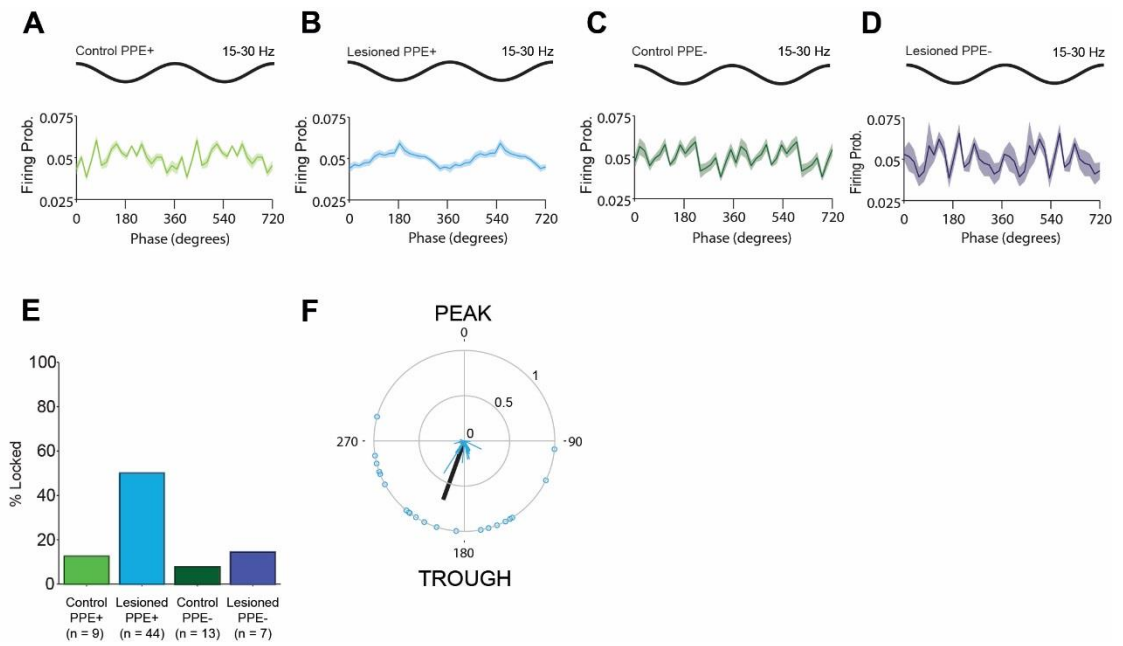 A
Control PPE+ 15-30 Hz
0.075
0.05
0.025
Firing Prob.
0 180 360 540 720
Phase (degrees)
B
Lesioned PPE+ 15-30 Hz
0.075
0.05
0.025
Firing Prob.
0 180 360 540 720
Phase (degrees)
C
Control PPE- 15-30 Hz
0.075
0.05
0.025
Firing Prob.
0 180 360 540 720
Phase (degrees)
D
Lesioned PPE- 15-30 Hz
0.075
0.05
0.025
Firing Prob.
0 180 360 540 720
Phase (degrees)
E
100
80
60
40
20
0
% Locked
Control Lesioned Control Lesioned
PPE+ PPE+ PPE- PPE-
(n = 9) (n = 44) (n = 13) (n = 7)
F
PEAK
0
1
0.5
0
270 90
180
TROUGH